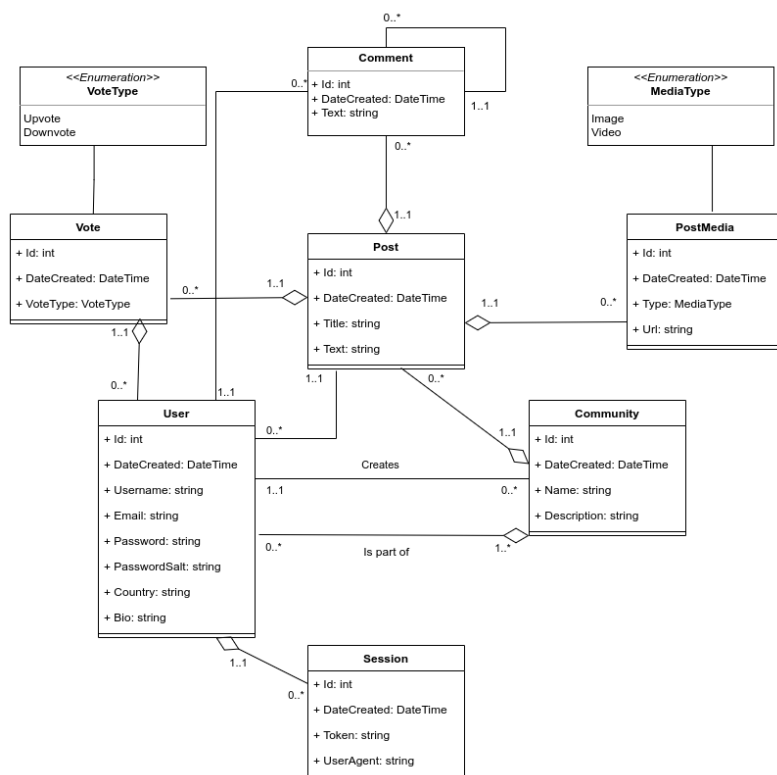 0..*
Comment
+ Id: int
+ DateCreated: DateTime
+ Text: string
0..*
1..1
0..*
<<Enumeration>>
VoteType
Upvote
Downvote
<<Enumeration>>
MediaType
Image
Video
1..1
Vote
+ Id: int
+ DateCreated: DateTime
+ VoteType: VoteType
0..*
1..1
Post
+ Id: int
+ DateCreated: DateTime
+ Title: string
+ Text: string
1..1
0..*
PostMedia
+ Id: int
+ DateCreated: DateTime
+ Type: MediaType
+ Url: string
1..1
0..*
1..1
1..1
0..*
0..*
1..1
User
+ Id: int
+ DateCreated: DateTime
+ Username: string
+ Email: string
+ Password: string
+ PasswordSalt: string
+ Country: string
+ Bio: string
Community
+ Id: int
+ DateCreated: DateTime
+ Name: string
+ Description: string
Creates
1..1
0..*
0..*
Is part of
1..*
1..1
0..*
Session
+ Id: int
+ DateCreated: DateTime
+ Token: string
+ UserAgent: string